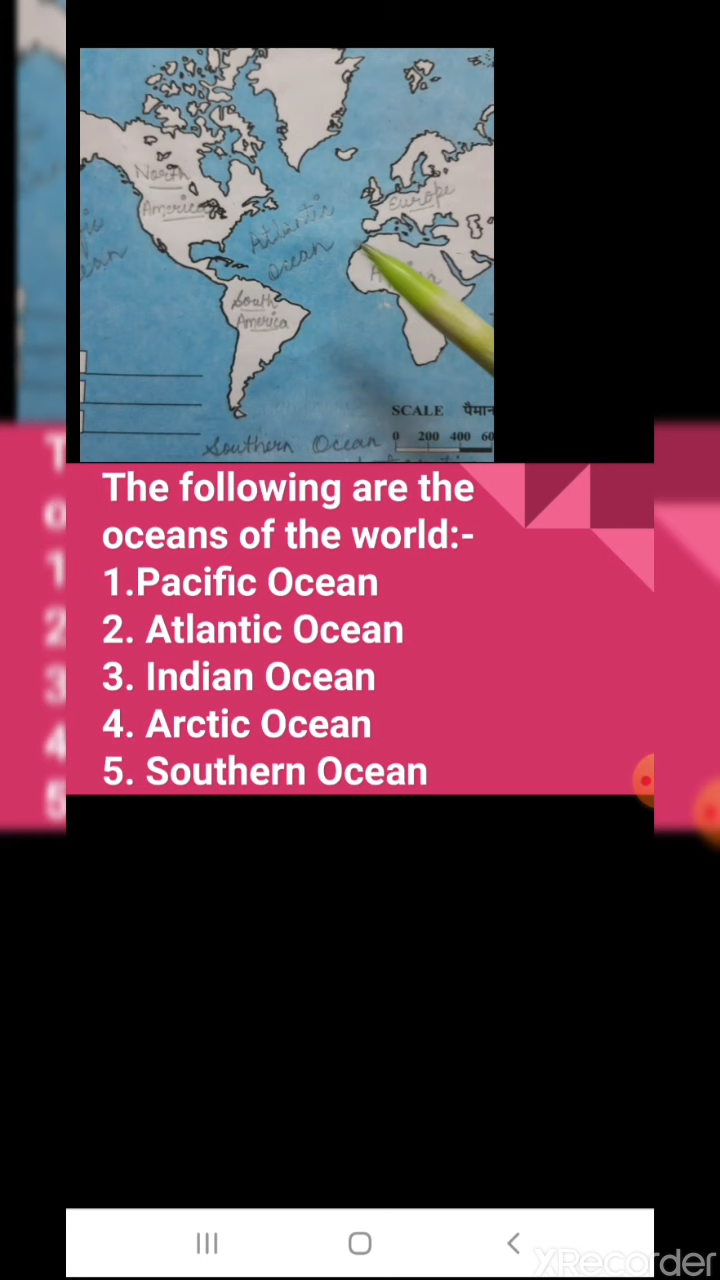 North
America
Europe
Atlantic
Ocean
South
America
SCALE
0 200 400
Southern Ocean
The following are the
oceans of the world:-
1.Pacific Ocean
2. Atlantic Ocean
3. Indian Ocean
4. Arctic Ocean
5. Southern Ocean
XRecorder